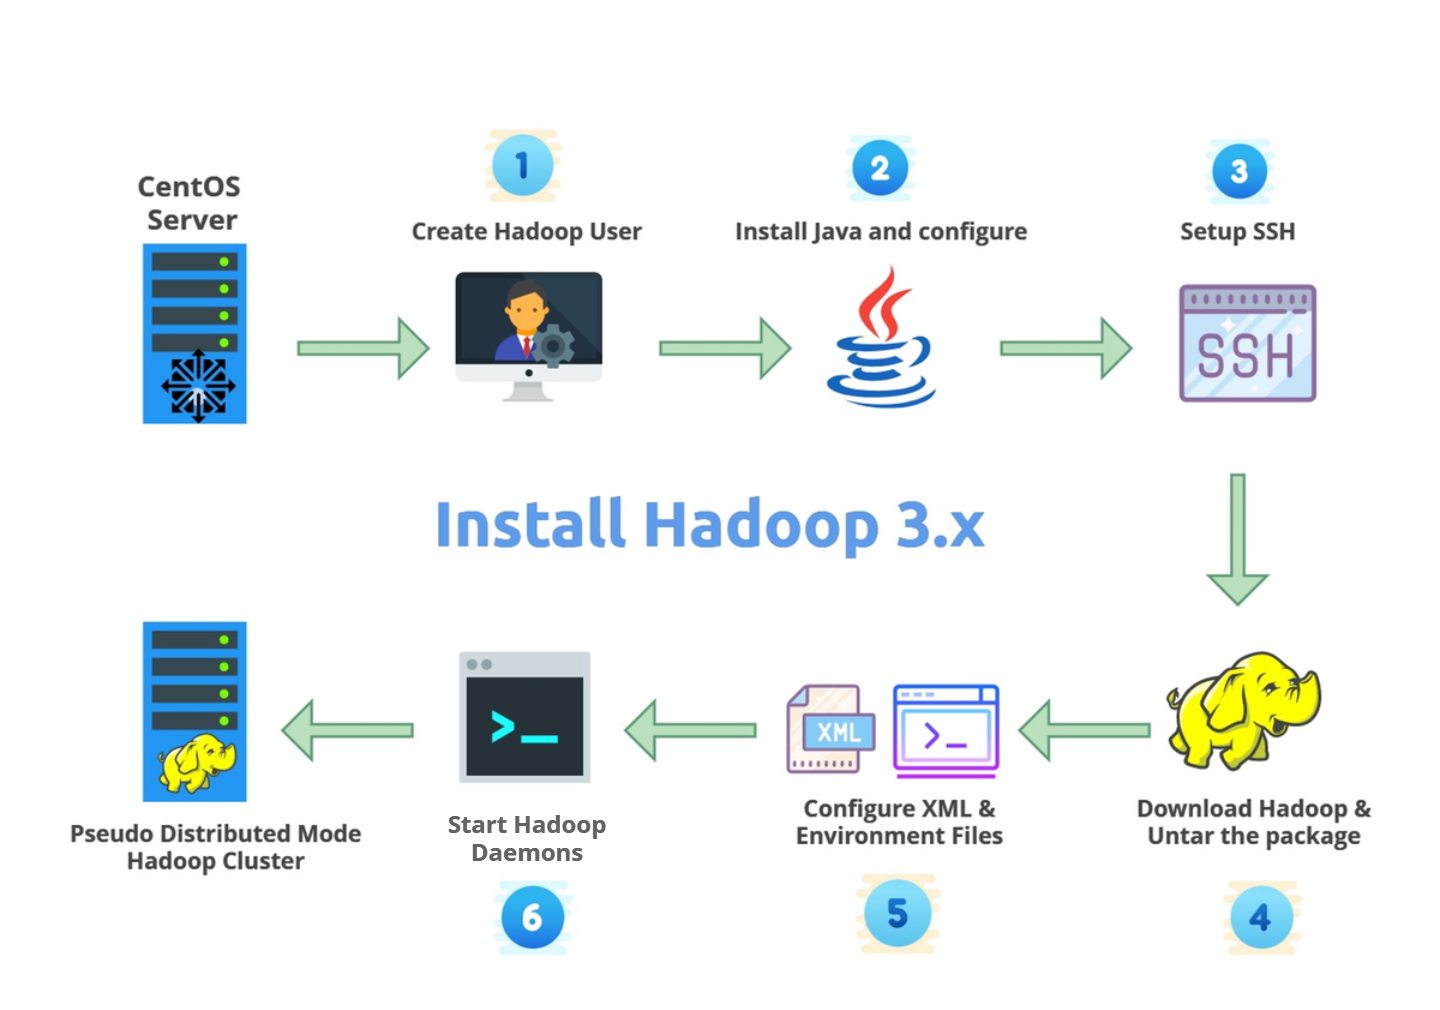 CentOS
Server
1
Create Hadoop User
2
Install Java and configure
3
Setup SSH
SSH
Install Hadoop 3.x
Download Hadoop &
Untar the package
4
XML
>_
Configure XML &
Environment Files
5
>_
Start Hadoop
Daemons
6
Pseudo Distributed Mode
Hadoop Cluster